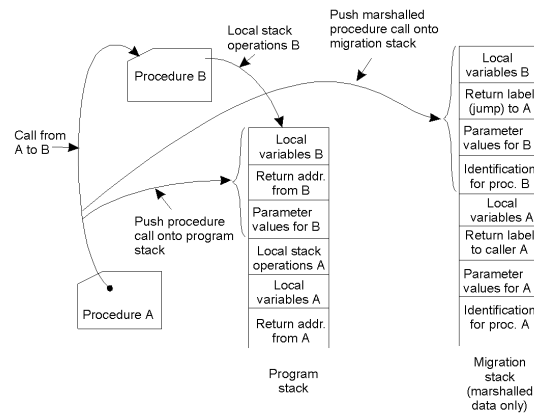 Push marshalled
procedure call onto
migration stack
Local stack
operations B
Procedure B
Call from
A to B
Push procedure
call onto program
stack
Procedure A
Local
variables B
Return addr.
from B
Parameter
values for B
Local stack
operations A
Local
variables A
Return addr.
from A
Program
stack
Local
variables B
Return label
(jump) to A
Parameter
values for B
Identification
for proc. B
Local
variables A
Return label
to caller A
Parameter
values for A
Identification
for proc. A
Migration
stack
(marshalled
data only)